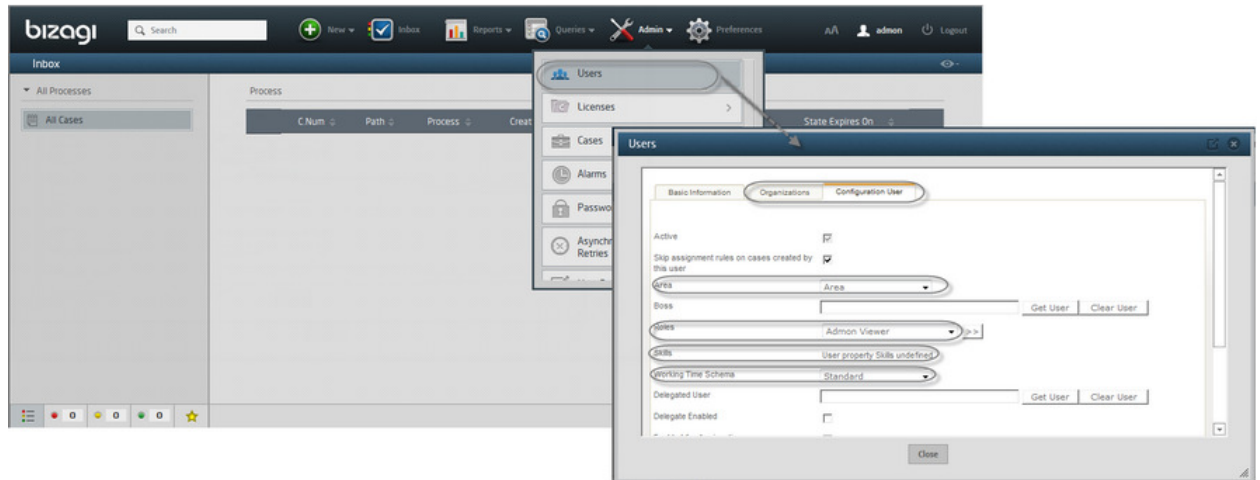 bizagi
Search
New
Inbox
Reports
Queries
Admin
Preferences
AA
admon
Logout
Inbox
All Processes
All Cases
Process
C.Num
Path
Process
Creat
State Expires On
Users
Licenses
Cases
Alarms
Passwo
Asynchr
Retries
0
0
0
Users
Basic Information
Organizations
Configuration User
Active
Skip assignment rules on cases created by
this user
Area
Area
Boss
Get User
Clear User
Roles
Admon Viewer
>>
Skills
User property Skills undefined
Working Time Schema
Standard
Delegated User
Get User
Clear User
Delegate Enabled
Close